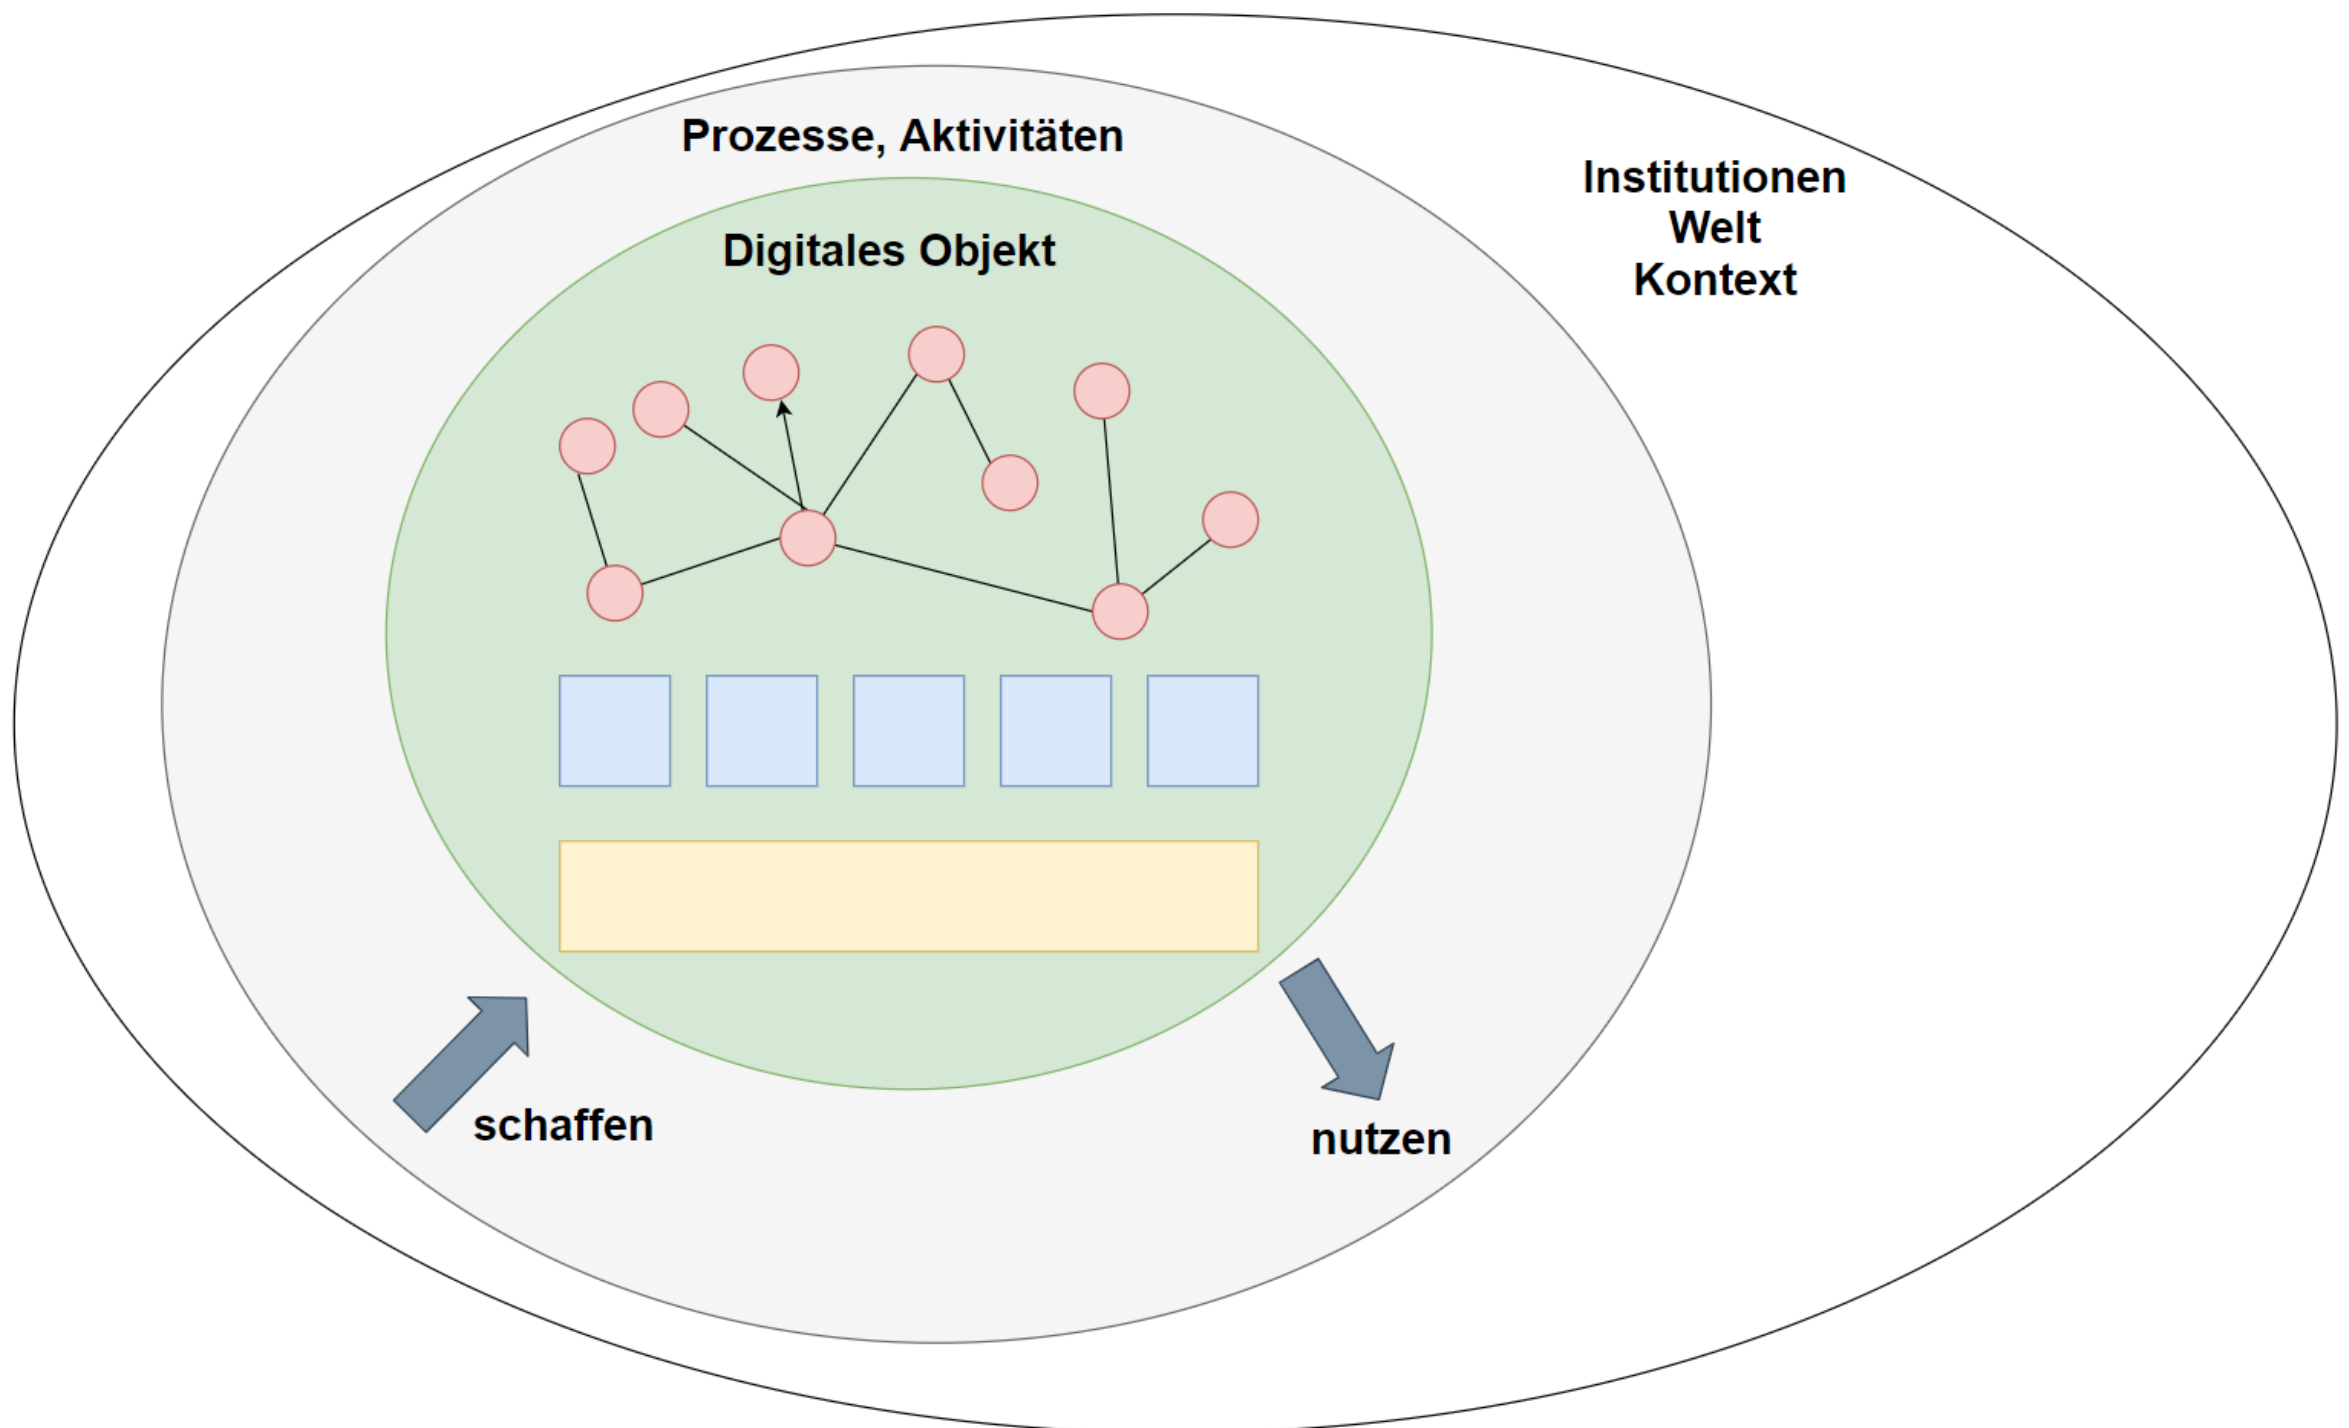 Prozesse, Aktivitäten
Institutionen
Welt
Kontext
Digitales Objekt
schaffen
nutzen